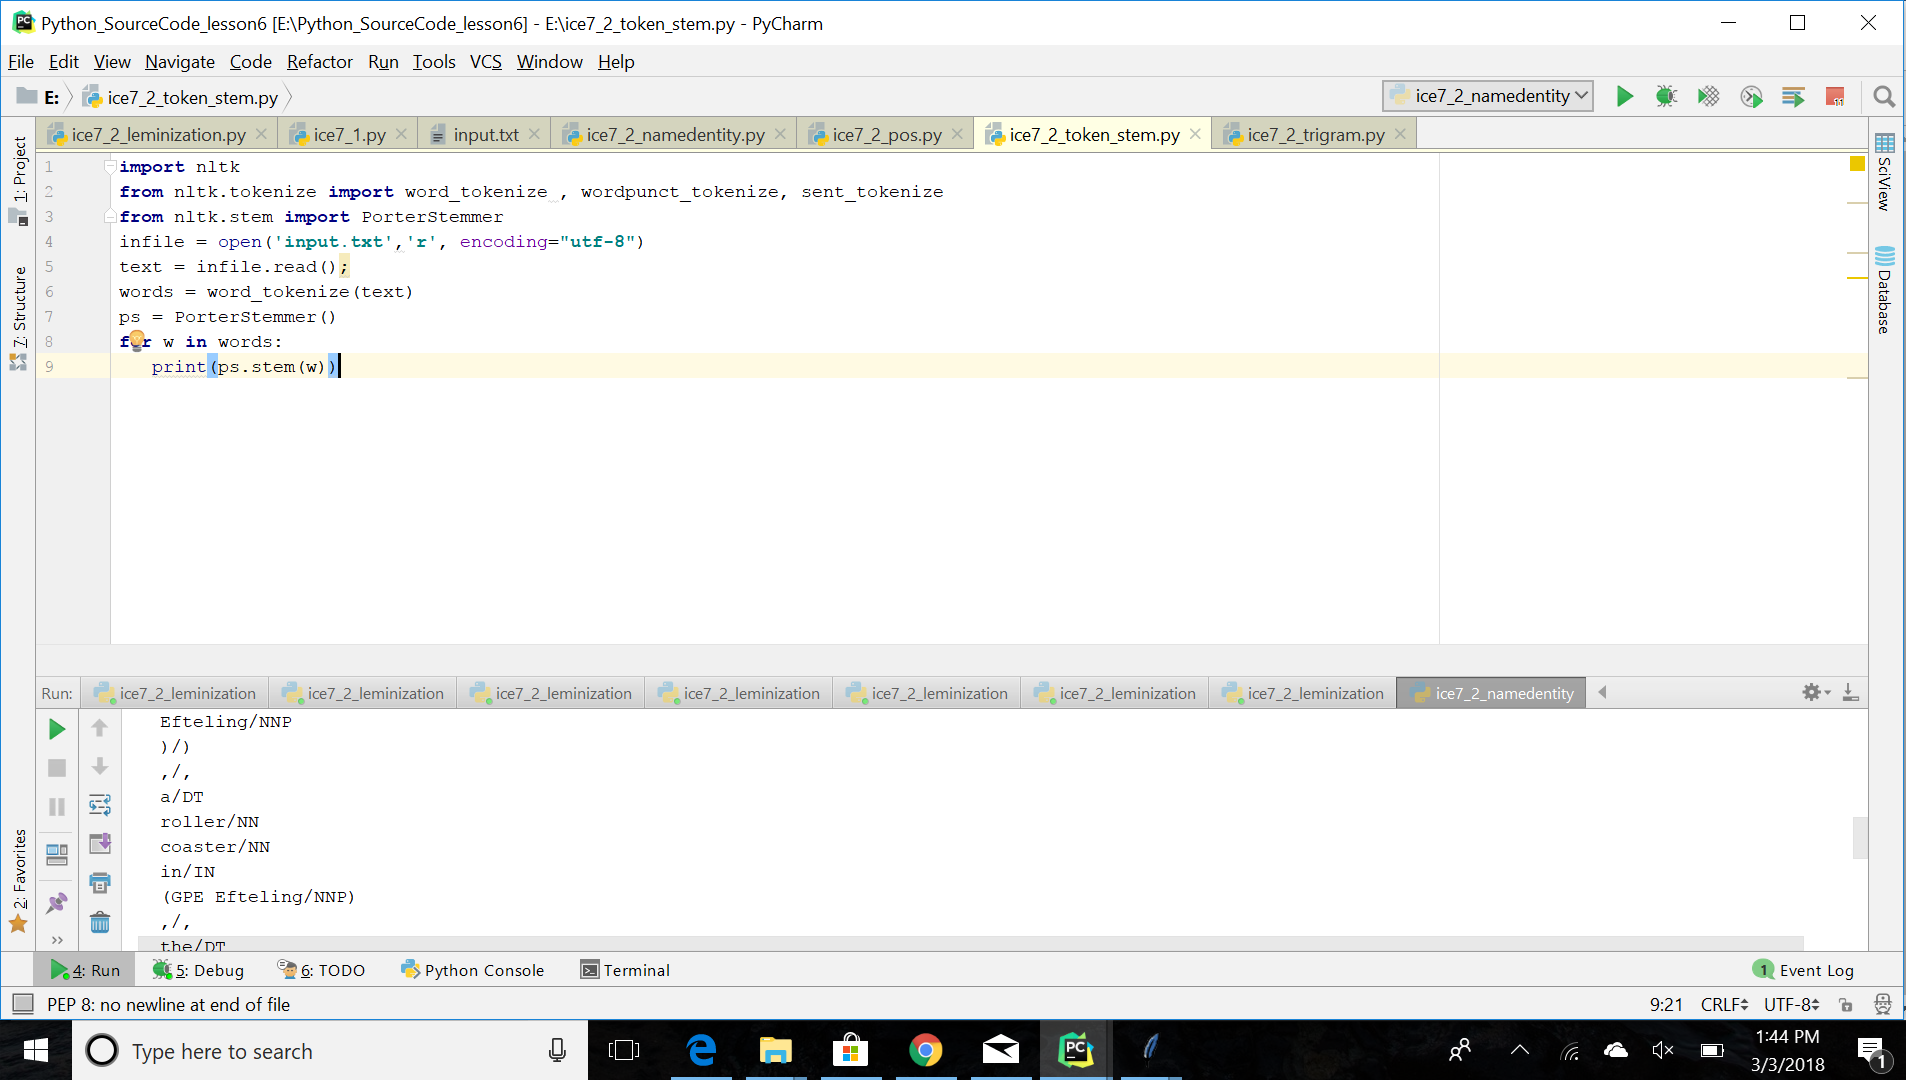 Python_SourceCode_lesson6 [E:\Python_SourceCode_lesson6] - E:\ice7_2_token_stem.py - PyCharm
File Edit View Navigate Code Refactor Run Tools VCS Window Help
E: ice7_2_token_stem.py ice7_2_namedentity
ice7_2_leminization.py ice7_1.py input.txt ice7_2_namedentity.py ice7_2_pos.py ice7_2_token_stem.py ice7_2_trigram.py
1: Project
7: Structure
2: Favorites
1 import nltk
2 from nltk.tokenize import word_tokenize , wordpunct_tokenize, sent_tokenize
3 from nltk.stem import PorterStemmer
4 infile = open('input.txt','r', encoding="utf-8")
5 text = infile.read();
6 words = word_tokenize(text)
7 ps = PorterStemmer()
8 for w in words:
9 print(ps.stem(w))
SciView
Database
Run: ice7_2_leminization ice7_2_leminization ice7_2_leminization ice7_2_leminization ice7_2_leminization ice7_2_leminization ice7_2_leminization ice7_2_namedentity
Efteling/NNP
)/)
,/,
a/DT
roller/NN
coaster/NN
in/IN
(GPE Efteling/NNP)
,/,
the/DT
4: Run 5: Debug 6: TODO Python Console Terminal 1 Event Log
PEP 8: no newline at end of file 9:21 CRLF UTF-8
Type here to search
1:44 PM
3/3/2018
1